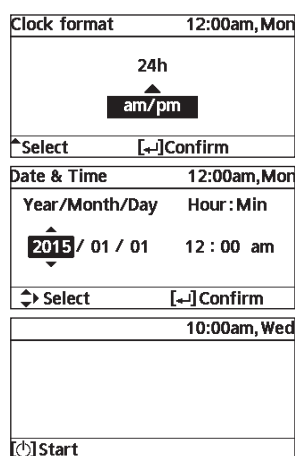 Clock format 12:00am, Mon
24h
am/pm
Select [↵]Confirm
Date & Time 12:00am, Mon
Year/Month/Day Hour:Min
2015 / 01 / 01 12 : 00 am
Select [↵]Confirm
10:00am, Wed
[⏻]Start